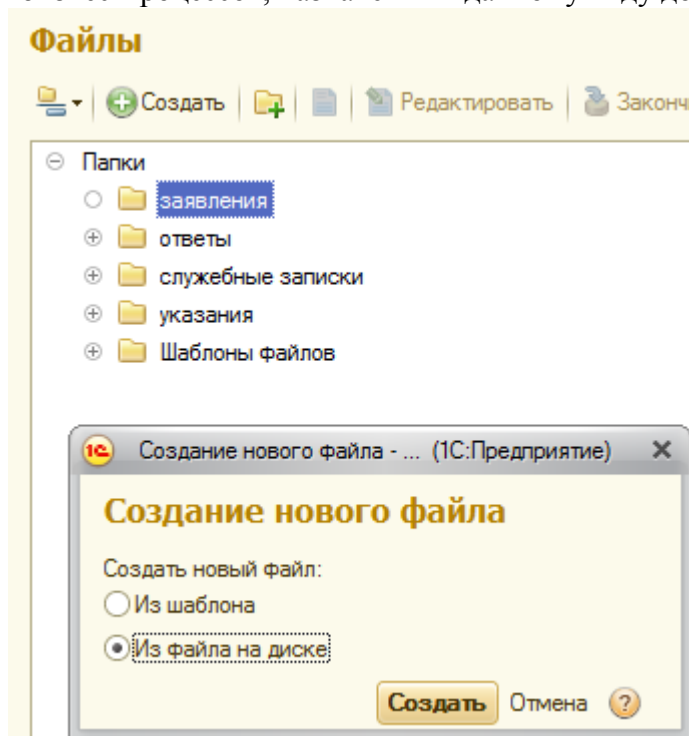 Файлы
Создать Редактировать
Папки
заявления
ответы
служебные записки
указания
Шаблоны файлов
1С Создание нового файла - ... (1С:Предприятие)
Создание нового файла
Создать новый файл:
Из шаблона
Из файла на диске
Создать Отмена ?